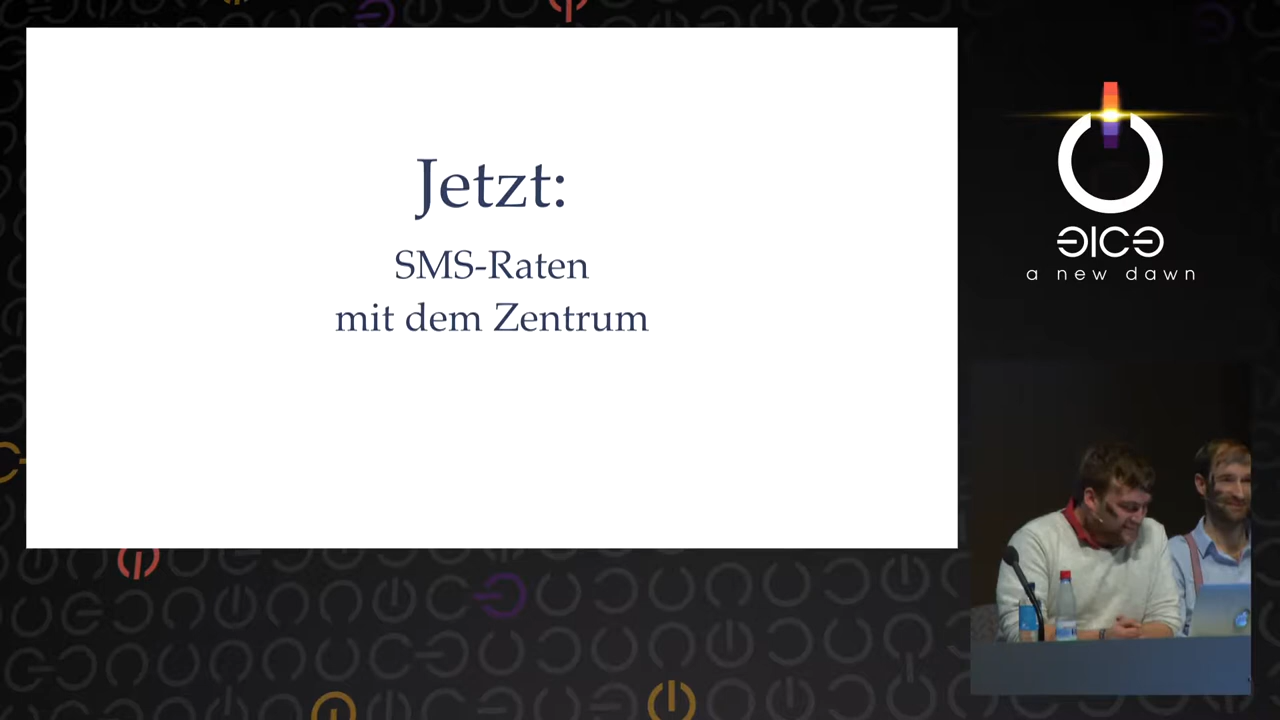 Jetzt:
SMS-Raten
mit dem Zentrum
a new dawn